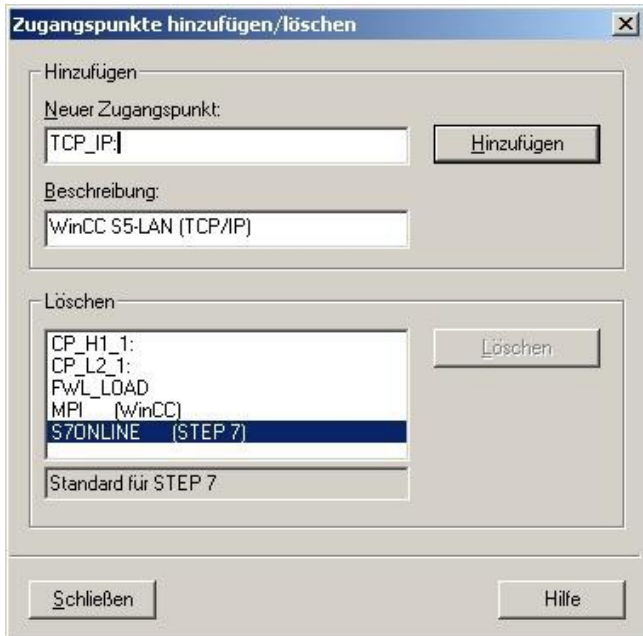 Zugangspunkte hinzufügen/löschen
Hinzufügen
Neuer Zugangspunkt:
TCP_IP:
Hinzufügen
Beschreibung:
WinCC S5-LAN (TCP/IP)
Löschen
CP_H1_1:
CP_L2_1:
FWL_LOAD
MPI (WinCC)
S7ONLINE (STEP 7)
Löschen
Standard für STEP 7
Schließen
Hilfe